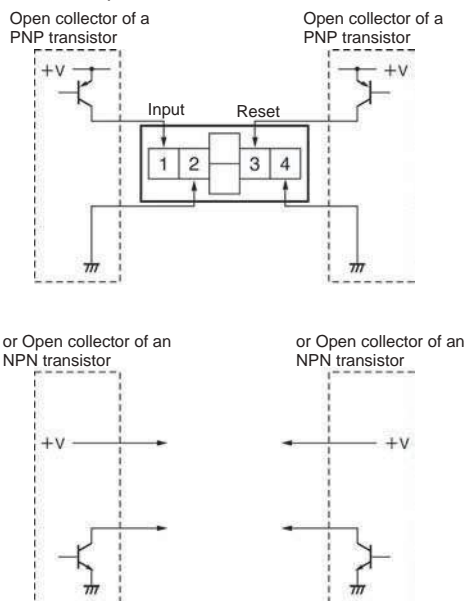 Open collector of a
PNP transistor
Open collector of a
PNP transistor
+V
+V
Input
Reset
1 2 3 4
or Open collector of an
NPN transistor
or Open collector of an
NPN transistor
+V
+V